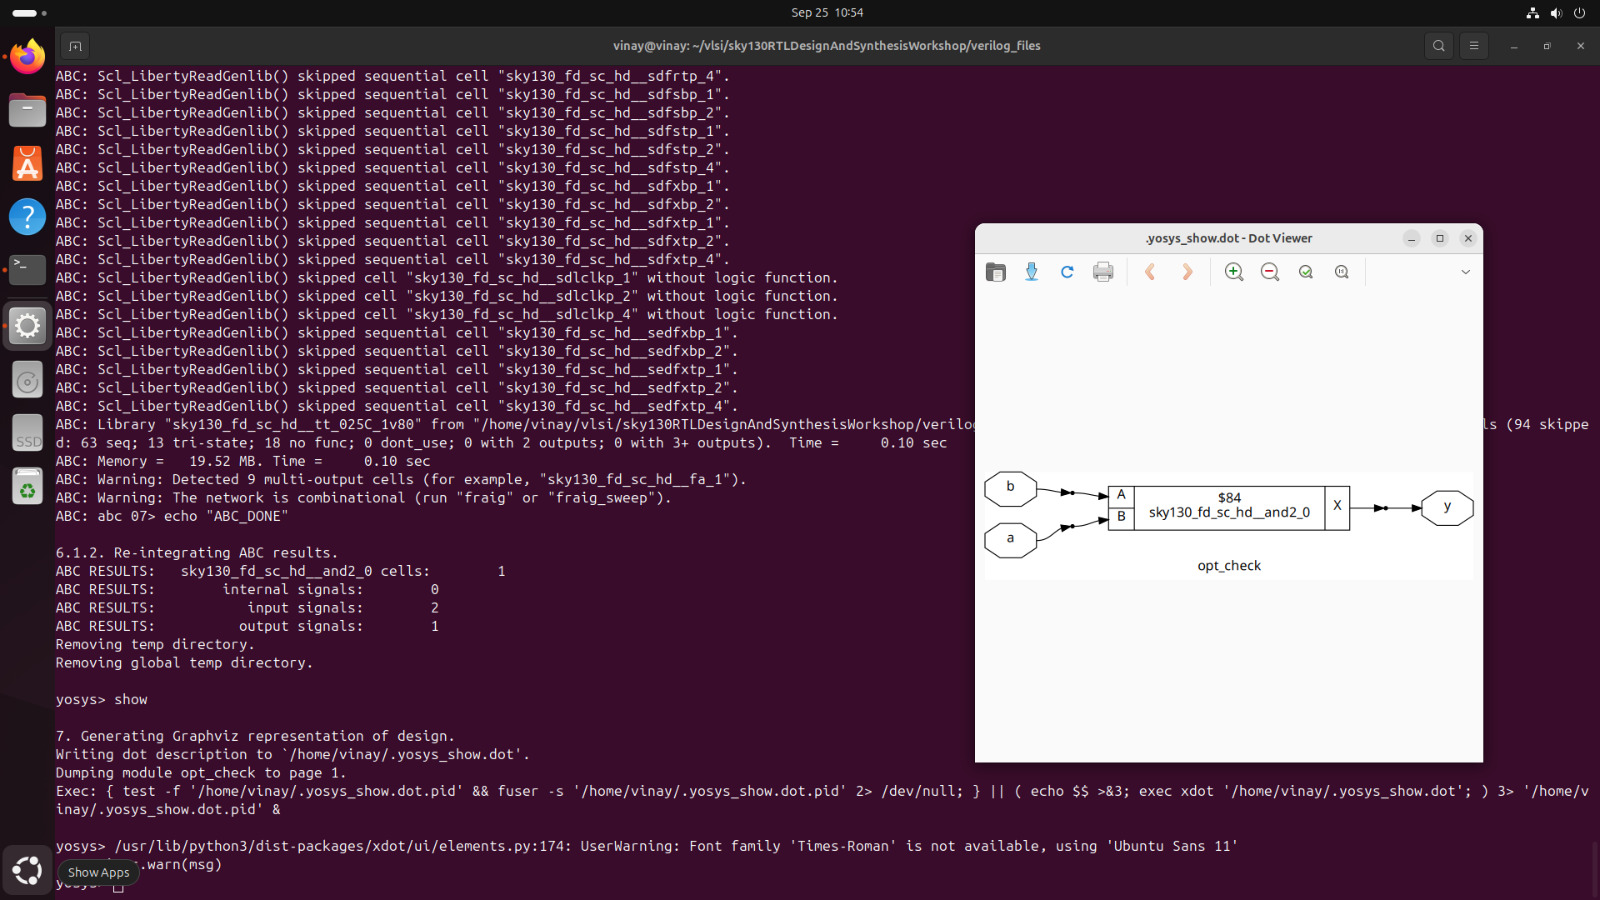 Sep 25 10:54
vinay@vinay: ~/vlsi/sky130RTLDesignAndSynthesisWorkshop/verilog_files
ABC: Scl_LibertyReadGenlib() skipped sequential cell "sky130_fd_sc_hd__sdfrtp_4".
ABC: Scl_LibertyReadGenlib() skipped sequential cell "sky130_fd_sc_hd__sdfsbp_1".
ABC: Scl_LibertyReadGenlib() skipped sequential cell "sky130_fd_sc_hd__sdfsbp_2".
ABC: Scl_LibertyReadGenlib() skipped sequential cell "sky130_fd_sc_hd__sdfstp_1".
ABC: Scl_LibertyReadGenlib() skipped sequential cell "sky130_fd_sc_hd__sdfstp_2".
ABC: Scl_LibertyReadGenlib() skipped sequential cell "sky130_fd_sc_hd__sdfstp_4".
ABC: Scl_LibertyReadGenlib() skipped sequential cell "sky130_fd_sc_hd__sdfxbp_1".
ABC: Scl_LibertyReadGenlib() skipped sequential cell "sky130_fd_sc_hd__sdfxbp_2".
ABC: Scl_LibertyReadGenlib() skipped sequential cell "sky130_fd_sc_hd__sdfxtp_1".
ABC: Scl_LibertyReadGenlib() skipped sequential cell "sky130_fd_sc_hd__sdfxtp_2".
ABC: Scl_LibertyReadGenlib() skipped sequential cell "sky130_fd_sc_hd__sdfxtp_4".
ABC: Scl_LibertyReadGenlib() skipped cell "sky130_fd_sc_hd__sdlclkp_1" without logic function.
ABC: Scl_LibertyReadGenlib() skipped cell "sky130_fd_sc_hd__sdlclkp_2" without logic function.
ABC: Scl_LibertyReadGenlib() skipped cell "sky130_fd_sc_hd__sdlclkp_4" without logic function.
ABC: Scl_LibertyReadGenlib() skipped sequential cell "sky130_fd_sc_hd__sedfxbp_1".
ABC: Scl_LibertyReadGenlib() skipped sequential cell "sky130_fd_sc_hd__sedfxbp_2".
ABC: Scl_LibertyReadGenlib() skipped sequential cell "sky130_fd_sc_hd__sedfxtp_1".
ABC: Scl_LibertyReadGenlib() skipped sequential cell "sky130_fd_sc_hd__sedfxtp_2".
ABC: Scl_LibertyReadGenlib() skipped sequential cell "sky130_fd_sc_hd__sedfxtp_4".
ABC: Library "sky130_fd_sc_hd__tt_025C_1v80" from "/home/vinay/vlsi/sky130RTLDesignAndSynthesisWorkshop/verilog ls (94 skippe
d: 63 seq; 13 tri-state; 18 no func; 0 dont_use; 0 with 2 outputs; 0 with 3+ outputs).  Time =     0.10 sec
ABC: Memory =   19.52 MB. Time =     0.10 sec
ABC: Warning: Detected 9 multi-output cells (for example, "sky130_fd_sc_hd__fa_1").
ABC: Warning: The network is combinational (run "fraig" or "fraig_sweep").
ABC: abc 07> echo "ABC_DONE"
6.1.2. Re-integrating ABC results.
ABC RESULTS:   sky130_fd_sc_hd__and2_0 cells:        1
ABC RESULTS:        internal signals:        0
ABC RESULTS:           input signals:        2
ABC RESULTS:          output signals:        1
Removing temp directory.
Removing global temp directory.
yosys> show
7. Generating Graphviz representation of design.
Writing dot description to `/home/vinay/.yosys_show.dot'.
Dumping module opt_check to page 1.
Exec: { test -f '/home/vinay/.yosys_show.dot.pid' && fuser -s '/home/vinay/.yosys_show.dot.pid' 2> /dev/null; } || ( echo $$ >&3; exec xdot '/home/vinay/.yosys_show.dot'; ) 3> '/home/v
inay/.yosys_show.dot.pid' &
yosys> /usr/lib/python3/dist-packages/xdot/ui/elements.py:174: UserWarning: Font family 'Times-Roman' is not available, using 'Ubuntu Sans 11'
.warn(msg)
Show Apps
SSD
.yosys_show.dot - Dot Viewer
b
a
A
B
$84
sky130_fd_sc_hd__and2_0
X
y
opt_check